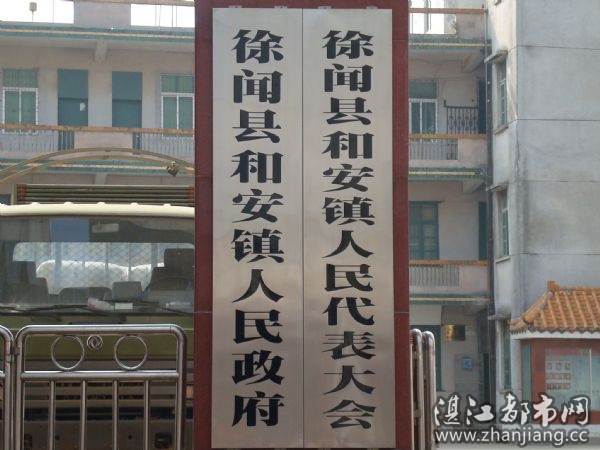 徐闻县和安镇人民政府
徐闻县和安镇人民代表大会
湛江都市网
www.zhanjiang.cc